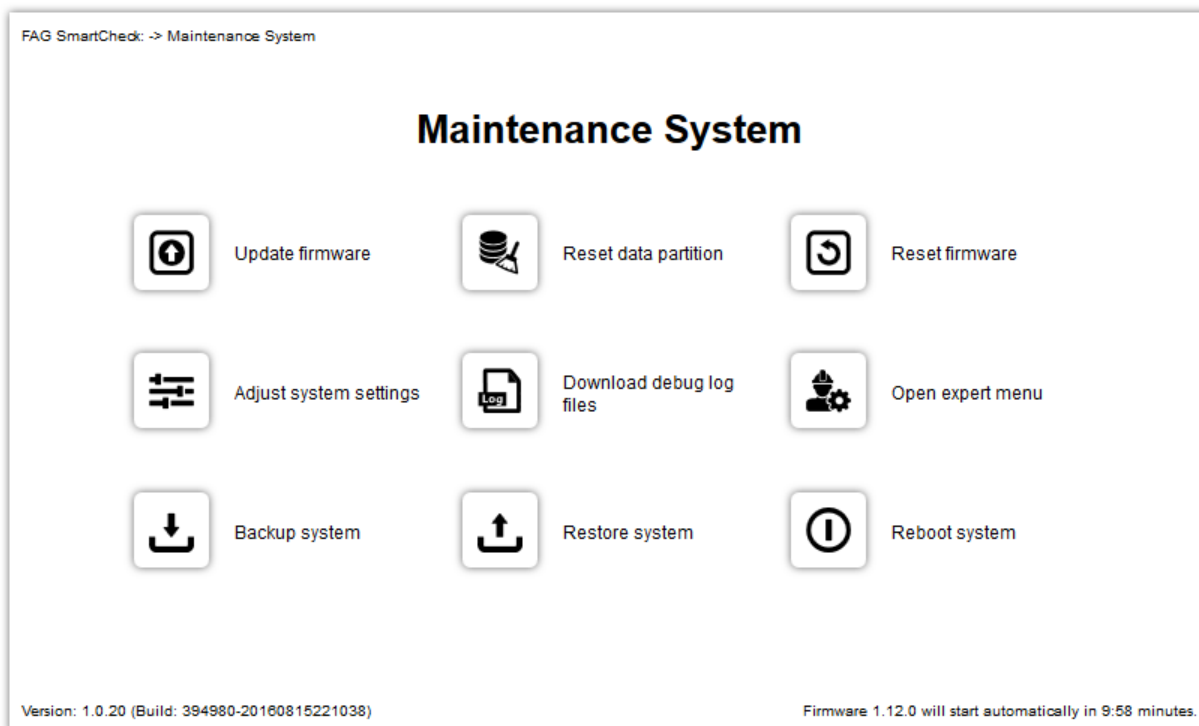 FAG SmartCheck: -> Maintenance System
Maintenance System
Update firmware
Reset data partition
Reset firmware
Adjust system settings
Download debug log
files
Log
Open expert menu
Backup system
Restore system
Reboot system
Version: 1.0.20 (Build: 394980-20160815221038)
Firmware 1.12.0 will start automatically in 9:58 minutes.